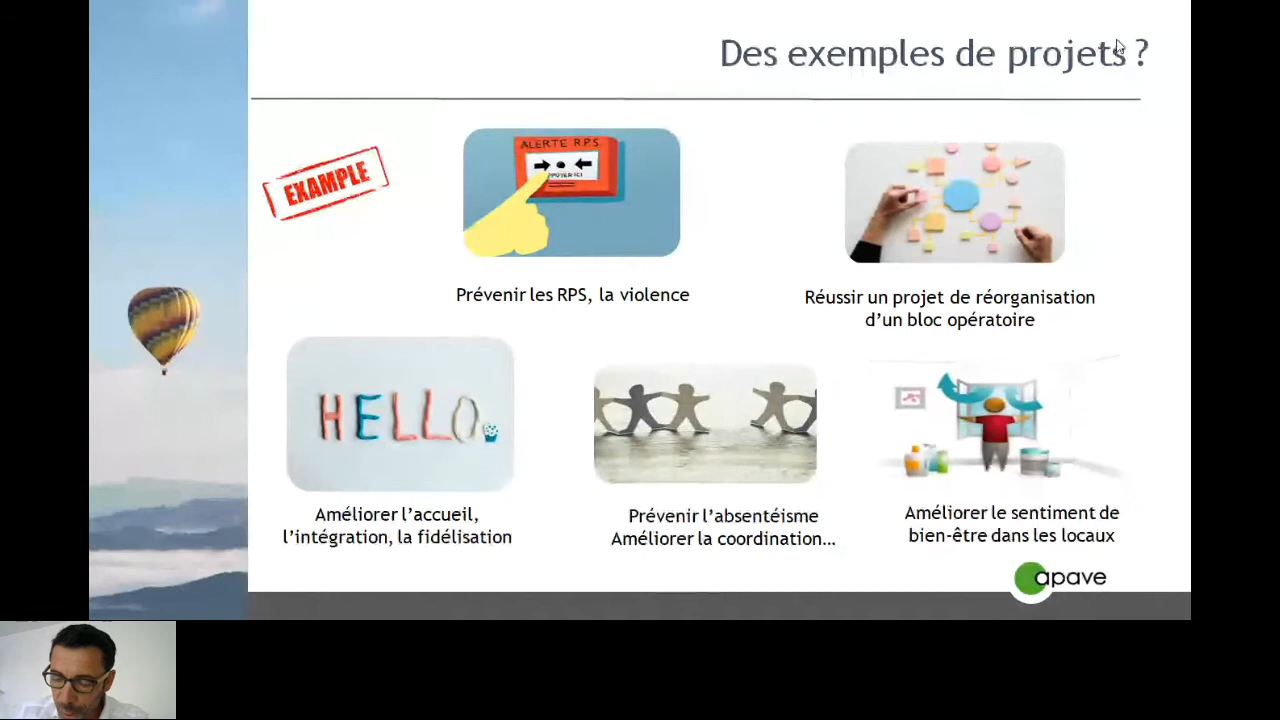 Des exemples de projets ?
EXAMPLE
ALERTE R.P.S
APPUYER ICI
Prévenir les RPS, la violence
Réussir un projet de réorganisation
d’un bloc opératoire
HELLO
Améliorer l’accueil,
l’intégration, la fidélisation
Prévenir l’absentéisme
Améliorer la coordination…
Améliorer le sentiment de
bien-être dans les locaux
apave